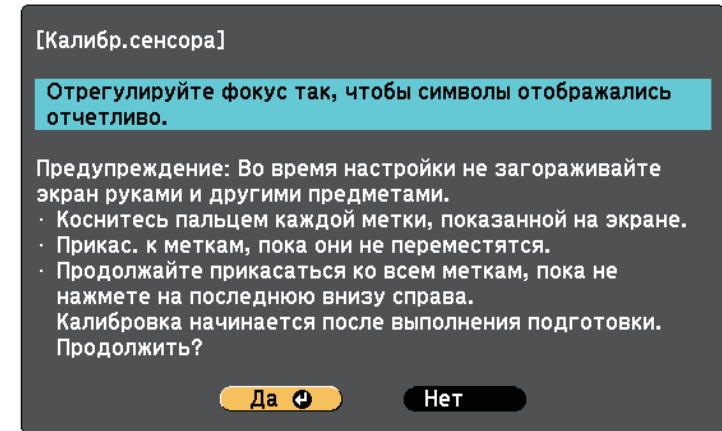 [Калибр.сенсора]
Отрегулируйте фокус так, чтобы символы отображались
отчетливо.
Предупреждение: Во время настройки не загораживайте
экран руками и другими предметами.
· Коснитесь пальцем каждой метки, показанной на экране.
· Прикас. к меткам, пока они не переместятся.
· Продолжайте прикасаться ко всем меткам, пока не
нажмете на последнюю внизу справа.
Калибровка начинается после выполнения подготовки.
Продолжить?
Да Нет